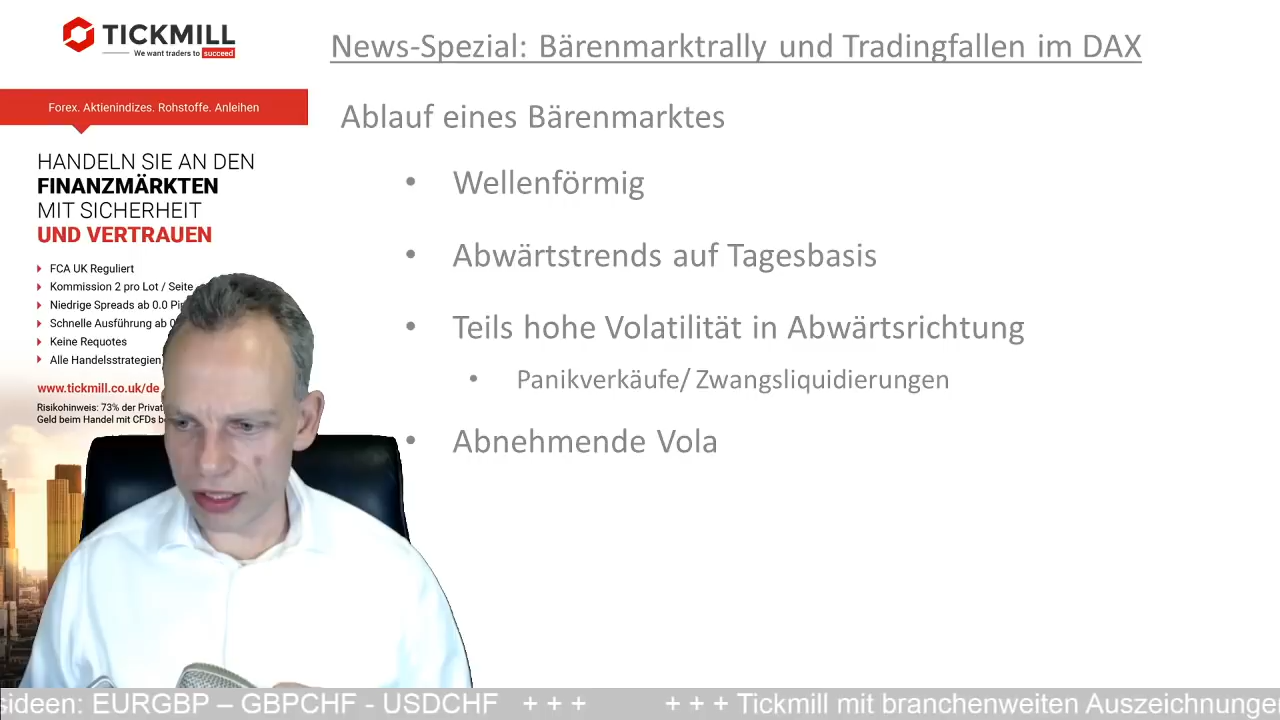 TICKMILL
We want traders to succeed
News-Spezial: Bärenmarktrally und Tradingfallen im DAX
Forex. Aktienindizes. Rohstoffe. Anleihen
HANDELN SIE AN DEN
FINANZMÄRKTEN
MIT SICHERHEIT
UND VERTRAUEN
FCA UK Reguliert
Kommission 2 pro Lot / Seite
Niedrige Spreads ab 0.0
Schnelle Ausführung ab
Keine Requotes
Alle Handelsstrategien
www.tickmill.co.uk/de
Risikohinweis: 73% der
Geld beim Handel mit CFDs
Ablauf eines Bärenmarktes
• Wellenförmig
• Abwärtstrends auf Tagesbasis
• Teils hohe Volatilität in Abwärtsrichtung
• Panikverkäufe/ Zwangsliquidierungen
• Abnehmende Vola
sideen: EURGBP – GBPCHF - USDCHF + + + + + + Tickmill mit branchenweiten Auszeichnungen